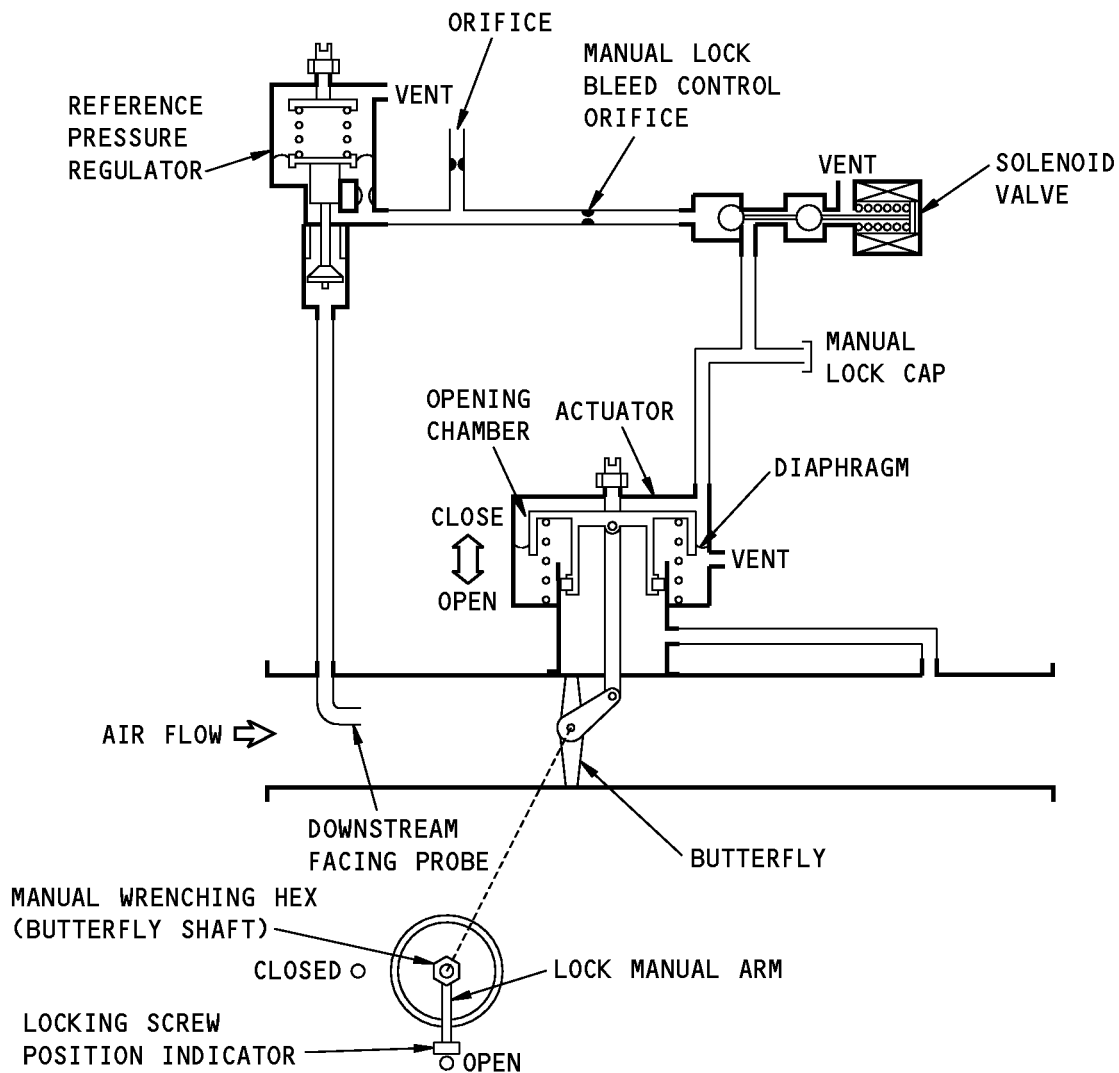 ORIFICE
MANUAL LOCK
BLEED CONTROL
ORIFICE
REFERENCE
PRESSURE
REGULATOR
VENT
VENT
SOLENOID
VALVE
MANUAL
LOCK CAP
OPENING
CHAMBER
ACTUATOR
DIAPHRAGM
CLOSE
OPEN
VENT
AIR FLOW
DOWNSTREAM
FACING PROBE
BUTTERFLY
MANUAL WRENCHING HEX
(BUTTERFLY SHAFT)
CLOSED
LOCK MANUAL ARM
LOCKING SCREW
POSITION INDICATOR
OPEN